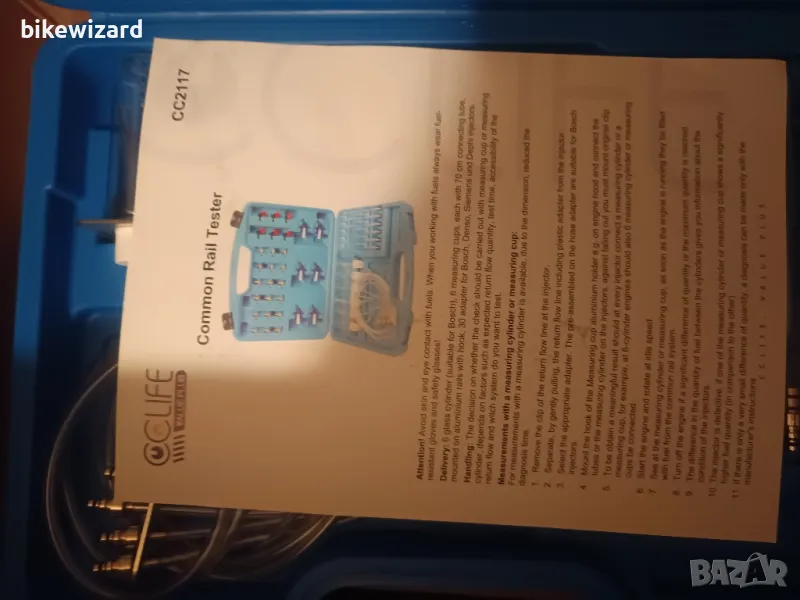 bikewizard
CCLIFE
VALUE PLUS
Common Rail Tester
CC2117
Attention! Avoid skin and eye contact with fuels. When you working with fuels always wear fuel-
resistant gloves and safety glasses!
Delivery: 6 glass cylinder (suitable for Bosch), 6 measuring cups, each with 70 cm connecting tube,
mounted on aluminium rails with hook, 30 adapter for Bosch, Denso, Siemens und Delphi injectors.
Handling: The decision on whether the check should be carried out with measuring cup or measuring
cylinder, depends on factors such as expected return flow quantity, test time, accessibility of the
return flow and witch system do you want to test.
Measurements with a measuring cylinder or measuring cup:
For measurements with a measuring cylinder is available, due to the dimension, reduced the
diagnosis time.
1. Remove the clip of the return flow line at the injector.
2. Separate, by gently pulling, the return flow line including plastic adapter from the injector.
3. Select the appropriate adapter. The pre-assembled on the hose adapter are suitable for Bosch
injectors.
4 Mount the hook of the Measuring cup aluminium holder e.g. on engine hood and connect the
tubes or the measuring cylinder on the injectors, against falling out you must mount origin clip
5. To be obtain a meaningful result should at every injector connect a measuring cylinder or a
measuring cup, for example, at 6-cylinder engines should also 6 measuring cylinder or measuring
cups be connected.
6 Start the engine and rotate at idle speed
7. See at the measuring cylinder or measuring cup, as soon as the engine is running they be filled
with fuel from the common rail system.
8. Turn off the engine if a significant difference of quantity or the maximum quantity is reached
9. The difference in the quantity of fuel between the cylinders gives you information about the
condition of the injectors.
10. The injector is defective, if one of the measuring cylinder or measuring cup shows a significantly
higher fuel quantity (in comparison to the other)
11 If there is only a very small difference of quantity, a diagnosis can be made only with the
manufacturer's instructions
CCLIFE, VALUE PLUS
BAZAR